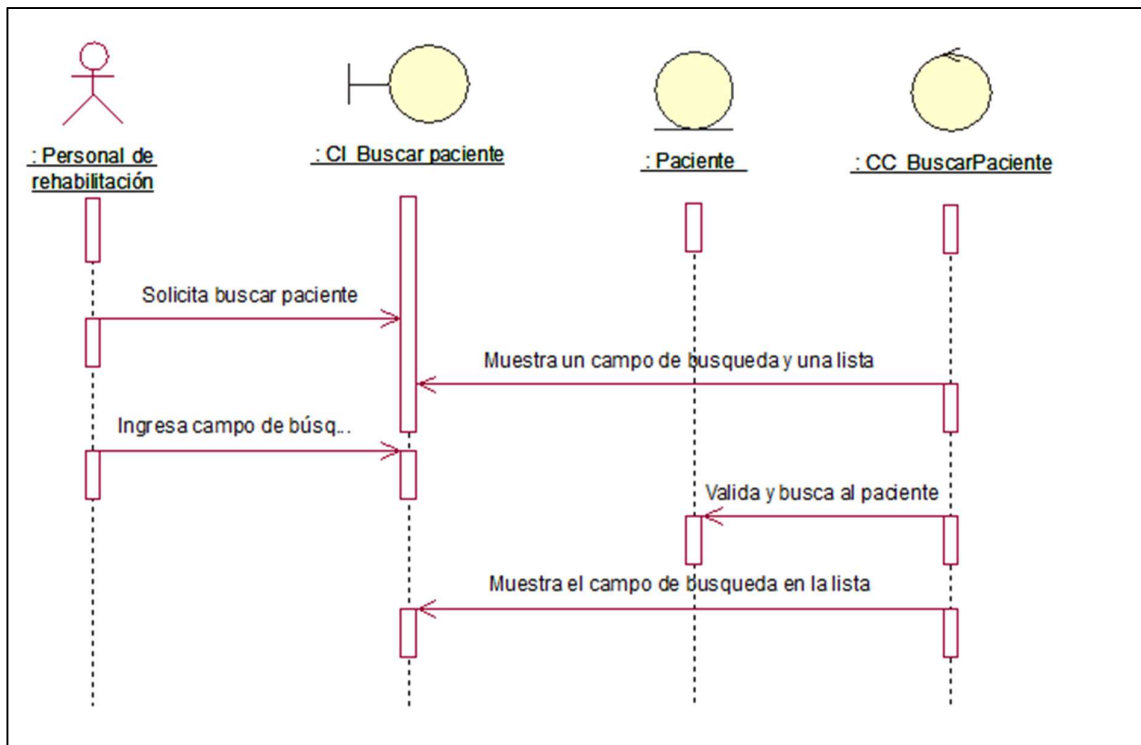 : Personal de
rehabilitación
: CI_Buscar paciente
: Paciente
: CC_BuscarPaciente
Solicita buscar paciente
Muestra un campo de busqueda y una lista
Ingresa campo de búsq...
Valida y busca al paciente
Muestra el campo de busqueda en la lista